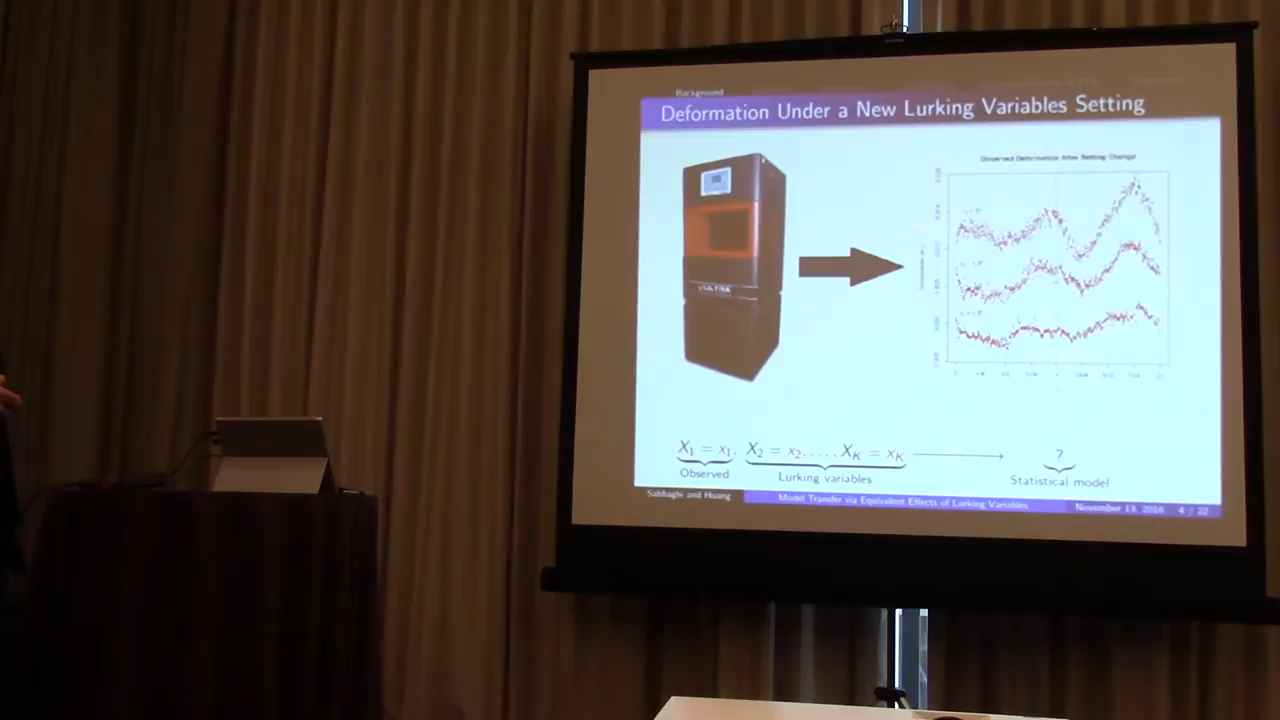 Background
Deformation Under a New Lurking Variables Setting
Observed Deformation After Setting Change
ULTRA
X₁ = x₁, X₂ = x₂, . . . , X_K = x_K ?
Observed Lurking variables Statistical model
Sabbaghi and Huang Model Transfer via Equivalent Effects of Lurking Variables November 13, 2016 4 / 22